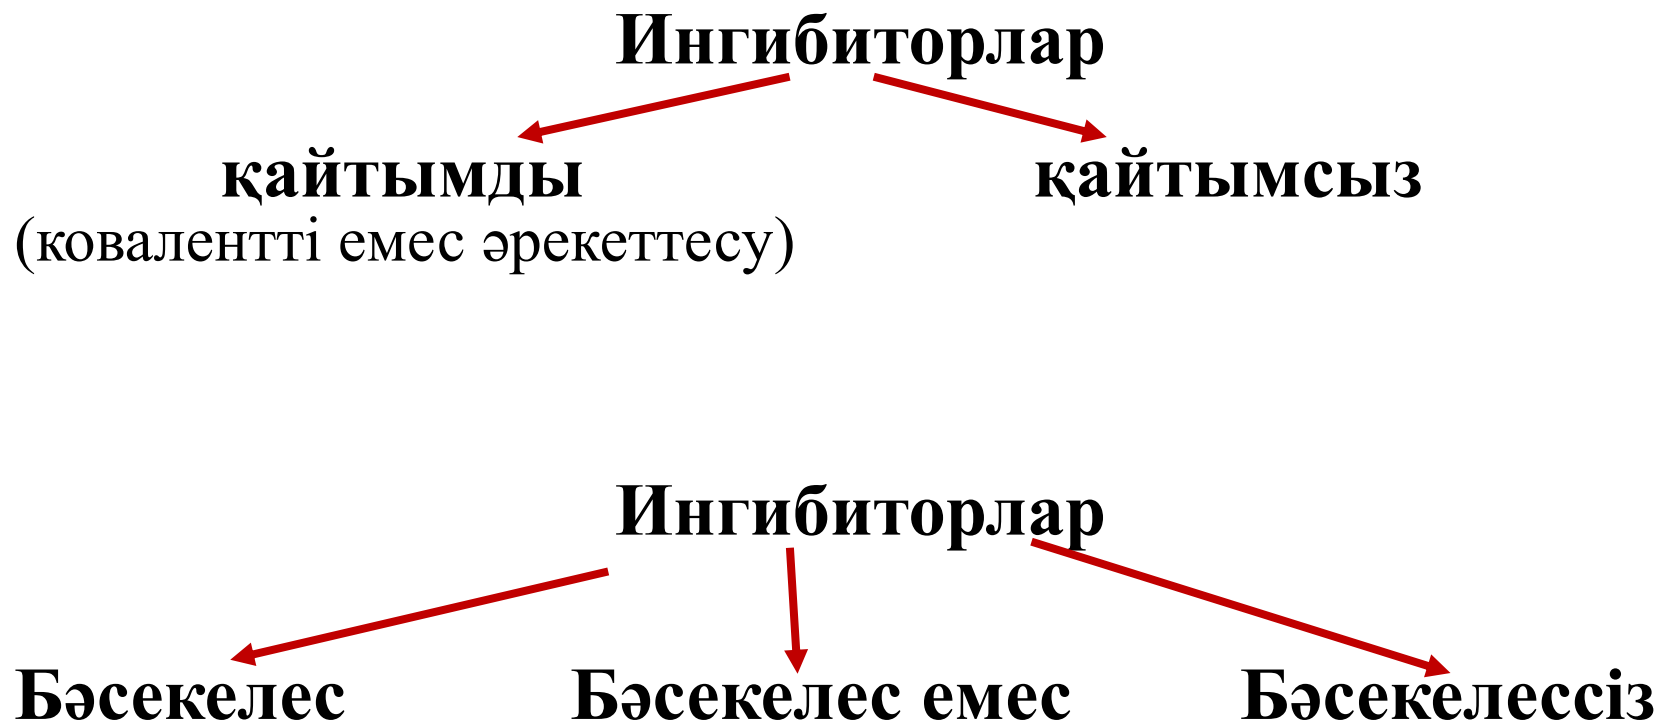 Ингибиторлар
қайтымды қайтымсыз
(ковалентті емес әрекеттесу)
Ингибиторлар
Бәсекелес Бәсекелес емес Бәсекелессіз